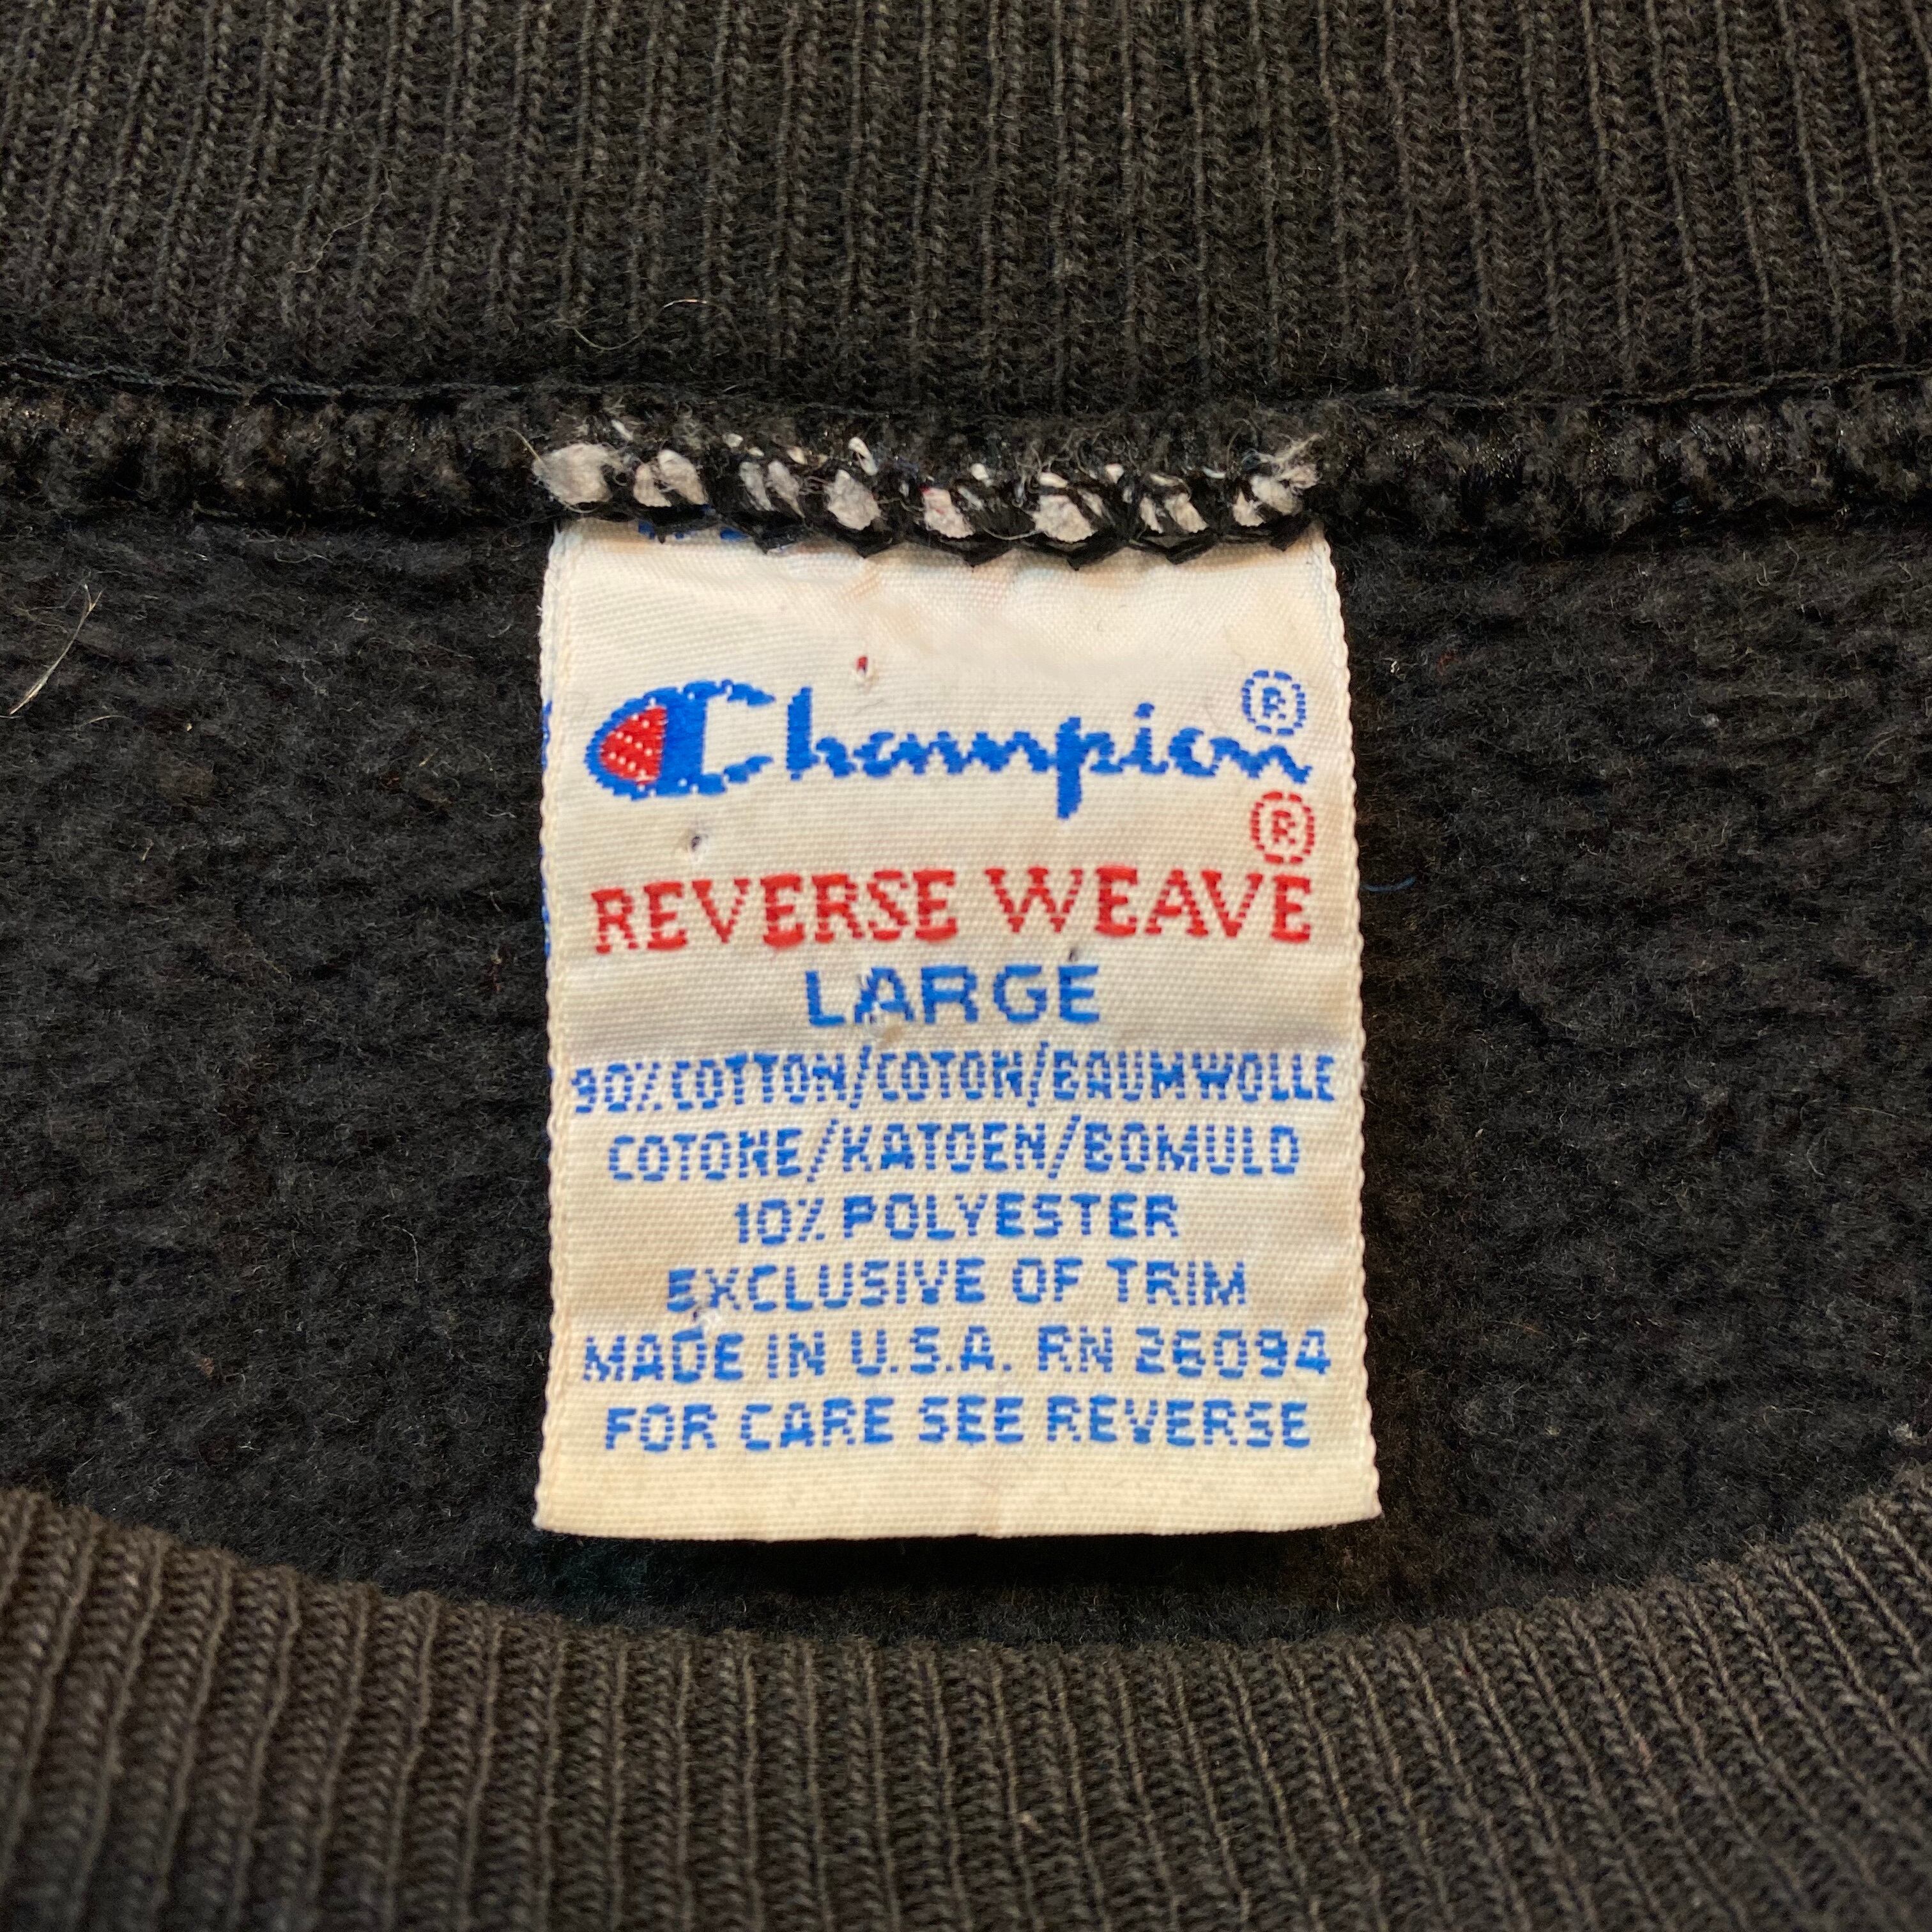 Champion®
REVERSE WEAVE®
LARGE
90% COTTON/COTON/BAUMWOLLE
COTONE/KATOEN/BOMULD
10% POLYESTER
EXCLUSIVE OF TRIM
MADE IN U.S.A. RN 26094
FOR CARE SEE REVERSE